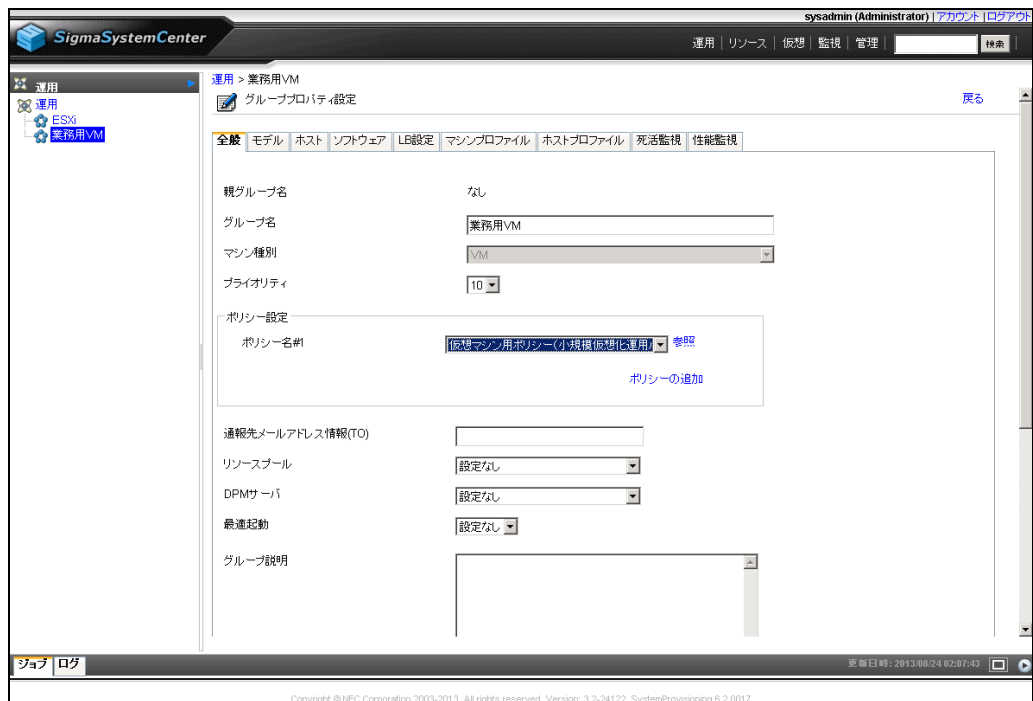 sysadmin (Administrator) | アカウント | ログアウト
SigmaSystemCenter
運用 | リソース | 仮想 | 監視 | 管理 | 検索
運用
運用
ESXi
業務用VM
運用 > 業務用VM
グループプロパティ設定
戻る
全般 モデル ホスト ソフトウェア LB設定 マシンプロファイル ホストプロファイル 死活監視 性能監視
親グループ名 なし
グループ名 業務用VM
マシン種別 VM
プライオリティ 10
ポリシー設定
ポリシー名#1 仮想マシン用ポリシー(小規模仮想化運用 参照
ポリシーの追加
通報先メールアドレス情報(TO)
リソースプール 設定なし
DPMサーバ 設定なし
最適起動 設定なし
グループ説明
ジョブ ログ
更新日時: 2013/08/24 02:07:43
Copyright © NEC Corporation 2003-2013. All rights reserved. Version: 3.2-24122, SystemProvisioning 6.2.0017